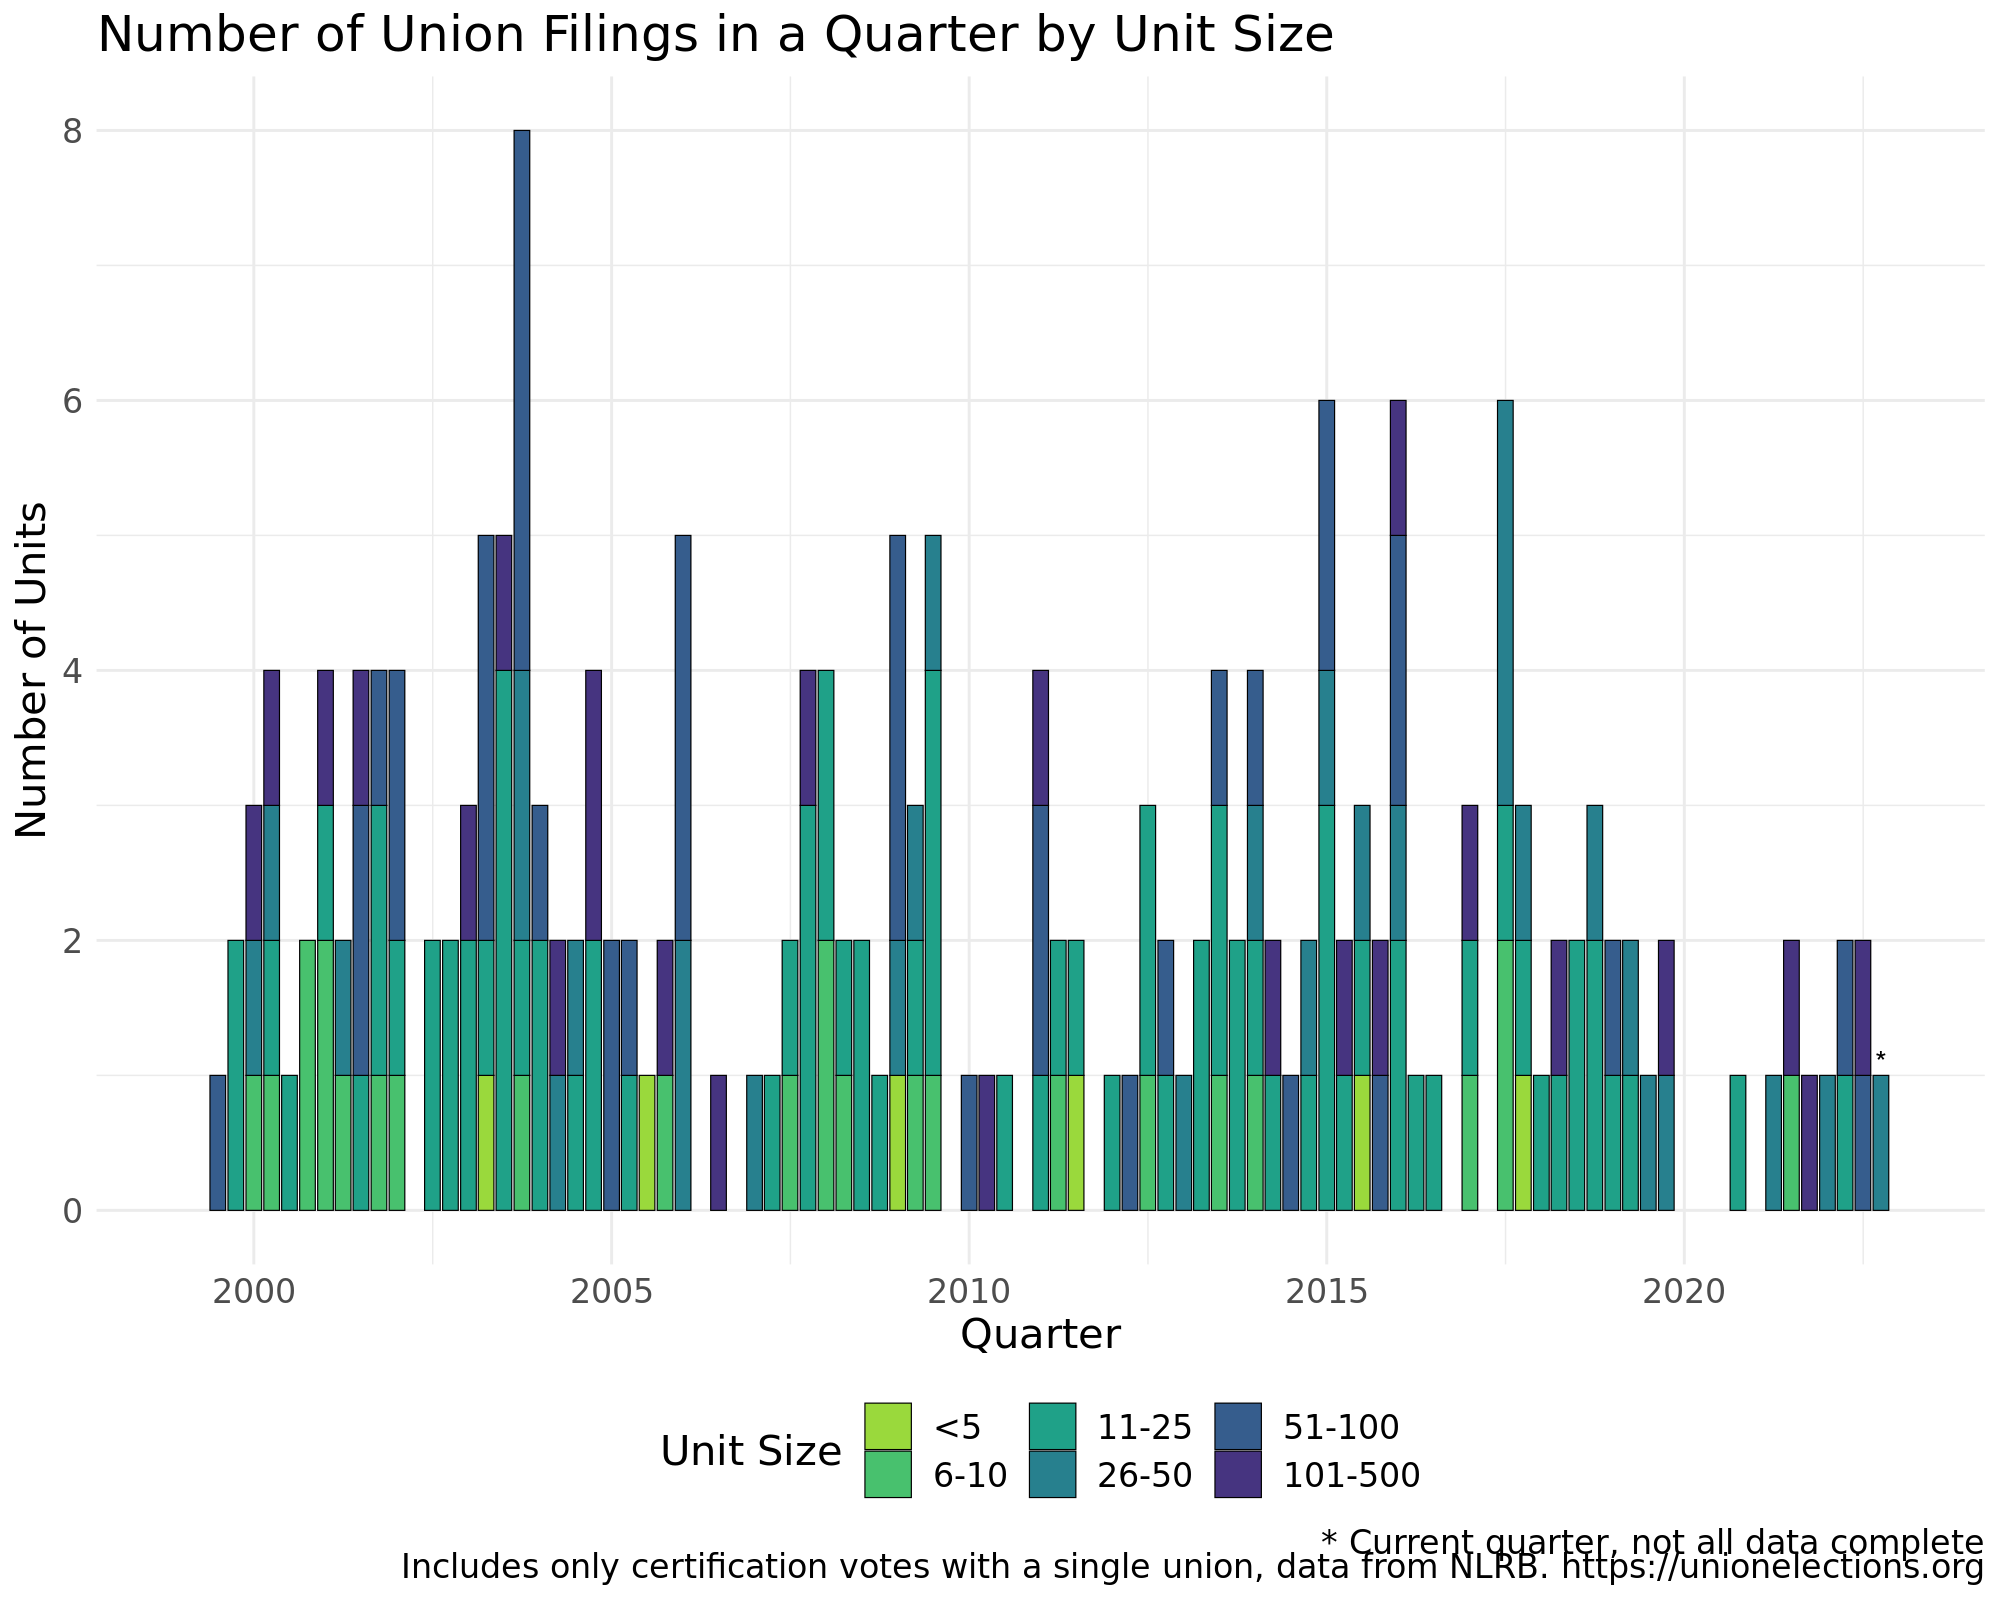 Number of Union Filings in a Quarter by Unit Size
8
6
4
2
0
Number of Units
2000 2005 2010 2015 2020
*
Quarter
Unit Size
<5 11-25 51-100
6-10 26-50 101-500
* Current quarter, not all data complete
Includes only certification votes with a single union, data from NLRB. https://unionelections.org